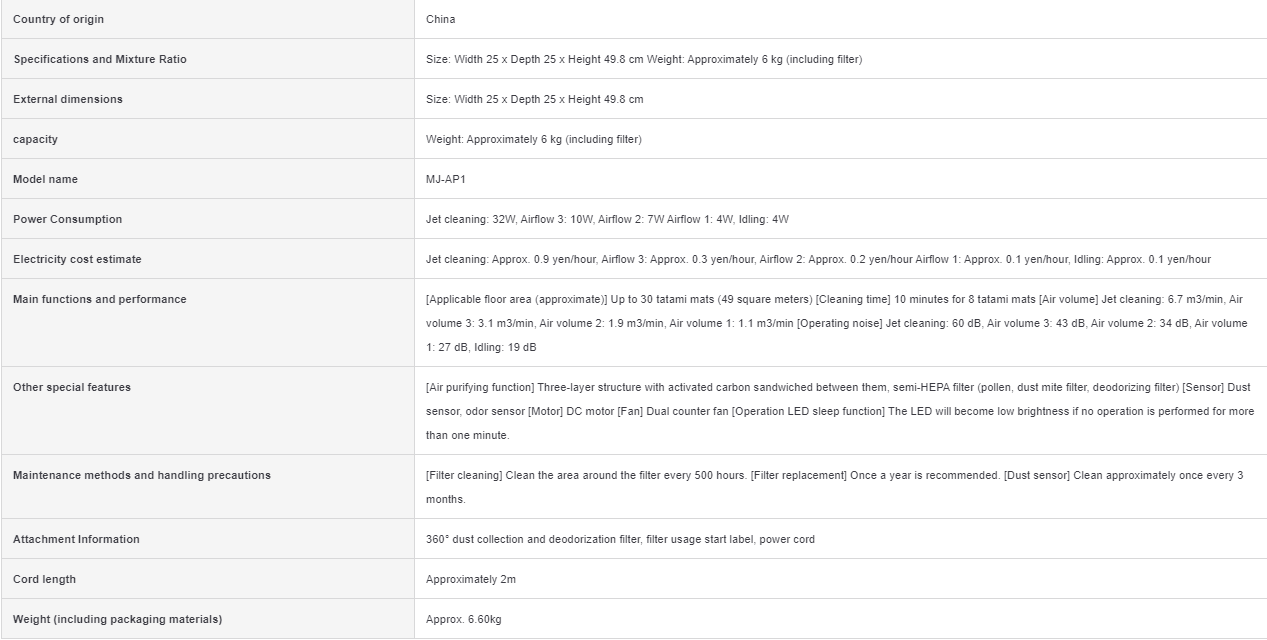 Country of origin
China
Specifications and Mixture Ratio
Size: Width 25 x Depth 25 x Height 49.8 cm Weight: Approximately 6 kg (including filter)
External dimensions
Size: Width 25 x Depth 25 x Height 49.8 cm
capacity
Weight: Approximately 6 kg (including filter)
Model name
MJ-AP1
Power Consumption
Jet cleaning: 32W, Airflow 3: 10W, Airflow 2: 7W Airflow 1: 4W, Idling: 4W
Electricity cost estimate
Jet cleaning: Approx. 0.9 yen/hour, Airflow 3: Approx. 0.3 yen/hour, Airflow 2: Approx. 0.2 yen/hour Airflow 1: Approx. 0.1 yen/hour, Idling: Approx. 0.1 yen/hour
Main functions and performance
[Applicable floor area (approximate)] Up to 30 tatami mats (49 square meters) [Cleaning time] 10 minutes for 8 tatami mats [Air volume] Jet cleaning: 6.7 m3/min, Air
volume 3: 3.1 m3/min, Air volume 2: 1.9 m3/min, Air volume 1: 1.1 m3/min [Operating noise] Jet cleaning: 60 dB, Air volume 3: 43 dB, Air volume 2: 34 dB, Air volume
1: 27 dB, Idling: 19 dB
Other special features
[Air purifying function] Three-layer structure with activated carbon sandwiched between them, semi-HEPA filter (pollen, dust mite filter, deodorizing filter) [Sensor] Dust
sensor, odor sensor [Motor] DC motor [Fan] Dual counter fan [Operation LED sleep function] The LED will become low brightness if no operation is performed for more
than one minute.
Maintenance methods and handling precautions
[Filter cleaning] Clean the area around the filter every 500 hours. [Filter replacement] Once a year is recommended. [Dust sensor] Clean approximately once every 3
months.
Attachment Information
360° dust collection and deodorization filter, filter usage start label, power cord
Cord length
Approximately 2m
Weight (including packaging materials)
Approx. 6.60kg